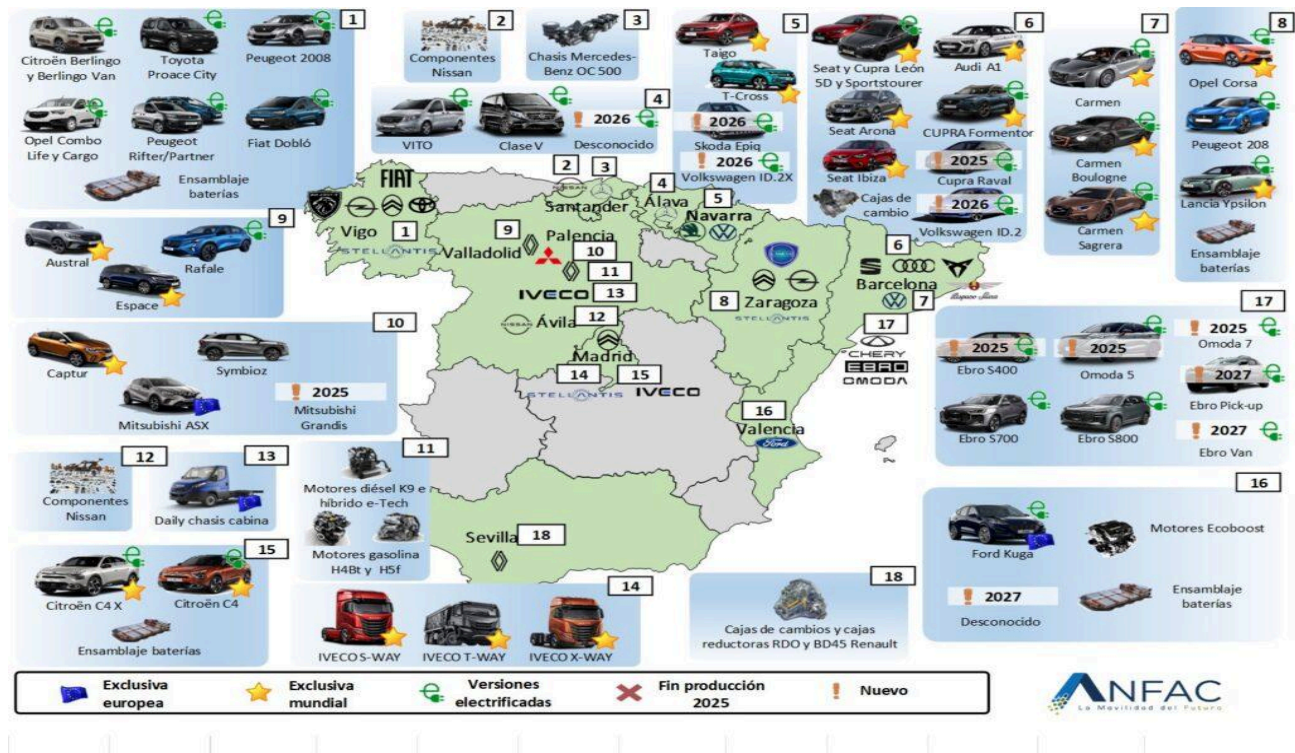 1
Citroën Berlingo
y Berlingo Van
Toyota
Proace City
Peugeot 2008
Opel Combo
Life y Cargo
Peugeot
Rifter/Partner
Fiat Dobló
Ensamblaje
baterías
2
Componentes
Nissan
3
Chasis Mercedes-
Benz OC 500
4
VITO
Clase V
2026
Desconocido
5
Taigo
T-Cross
2026
Skoda Epiq
2026
Volkswagen ID.2X
6
Seat y Cupra León
5D y Sportstourer
Audi A1
Seat Arona
CUPRA Formentor
Seat Ibiza
2025
Cupra Raval
Cajas de
cambio
2026
Volkswagen ID.2
7
Carmen
Carmen
Boulogne
Carmen
Sagrera
8
Opel Corsa
Peugeot 208
Lancia Ypsilon
Ensamblaje
baterías
9
Austral
Rafale
Espace
10
Captur
Symbioz
Mitsubishi ASX
2025
Mitsubishi
Grandis
12
Componentes
Nissan
13
Daily chasis cabina
11
Motores diésel K9 e
híbrido e-Tech
Motores gasolina
H4Bt y H5f
15
Citroën C4 X
Citroën C4
Ensamblaje baterías
14
IVECO S-WAY
IVECO T-WAY
IVECO X-WAY
18
Cajas de cambios y cajas
reductoras RDO y BD45 Renault
17
2025
Ebro S400
2025
Omoda 5
2025
Omoda 7
2027
Ebro Pick-up
Ebro S700
Ebro S800
2027
Ebro Van
16
Ford Kuga
Motores Ecoboost
2027
Desconocido
Ensamblaje
baterías
FIAT
Vigo
1
STELLANTIS
2
NISSAN
3
Santander
4
Álava
5
Navarra
9
Valladolid
Palencia
10
11
IVECO
13
12
NISSAN
Ávila
Madrid
14
15
STELLANTIS
IVECO
8
Zaragoza
STELLANTIS
6
Barcelona
7
Hispano Suiza
17
CHERY
EBRO
OMODA
16
Valencia
Ford
Sevilla
18
Exclusiva
europea
Exclusiva
mundial
Versiones
electrificadas
Fin producción
2025
Nuevo
ANFAC
La Movilidad del Futuro